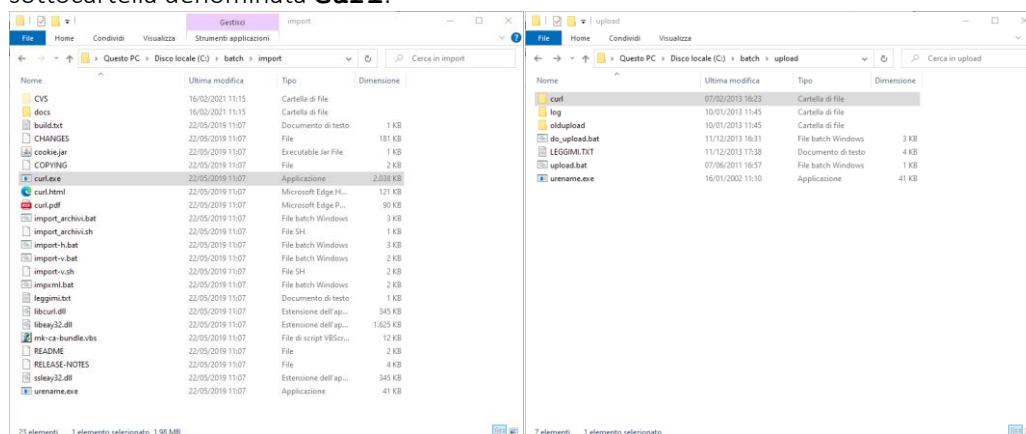 sottocartella denominata curl.
Gestisci import
File Home Condividi Visualizza Strumenti applicazioni
Questo PC > Disco locale (C:) > batch > import
Cerca in import
Nome Ultima modifica Tipo Dimensione
CVS 16/02/2021 11:15 Cartella di file
docs 16/02/2021 11:15 Cartella di file
build.txt 22/05/2019 11:07 Documento di testo 1 KB
CHANGES 22/05/2019 11:07 File 181 KB
cookie.jar 22/05/2019 11:07 Executable Jar File 1 KB
COPYING 22/05/2019 11:07 File 2 KB
curl.exe 22/05/2019 11:07 Applicazione 2.038 KB
curl.html 22/05/2019 11:07 Microsoft Edge H... 121 KB
curl.pdf 22/05/2019 11:07 Microsoft Edge P... 90 KB
import_archivi.bat 22/05/2019 11:07 File batch Windows 3 KB
import_archivi.sh 22/05/2019 11:07 File SH 1 KB
import-h.bat 22/05/2019 11:07 File batch Windows 3 KB
import-v.bat 22/05/2019 11:07 File batch Windows 2 KB
import-v.sh 22/05/2019 11:07 File SH 2 KB
impxml.bat 22/05/2019 11:07 File batch Windows 2 KB
leggimi.txt 22/05/2019 11:07 Documento di testo 1 KB
libcurl.dll 22/05/2019 11:07 Estensione dell'ap... 345 KB
libeay32.dll 22/05/2019 11:07 Estensione dell'ap... 1.625 KB
mk-ca-bundle.vbs 22/05/2019 11:07 File di script VBScr... 12 KB
README 22/05/2019 11:07 File 2 KB
RELEASE-NOTES 22/05/2019 11:07 File 4 KB
ssleay32.dll 22/05/2019 11:07 Estensione dell'ap... 345 KB
urename.exe 22/05/2019 11:07 Applicazione 41 KB
23 elementi 1 elemento selezionato 1,98 MB
upload
File Home Condividi Visualizza
Questo PC > Disco locale (C:) > batch > upload
Cerca in upload
Nome Ultima modifica Tipo Dimensione
curl 07/02/2013 16:23 Cartella di file
log 10/01/2013 11:45 Cartella di file
oldupload 10/01/2013 11:45 Cartella di file
do_upload.bat 11/12/2013 16:31 File batch Windows 3 KB
LEGGIMI.TXT 11/12/2013 17:38 Documento di testo 4 KB
upload.bat 07/06/2011 16:57 File batch Windows 1 KB
urename.exe 16/01/2002 11:10 Applicazione 41 KB
7 elementi 1 elemento selezionato